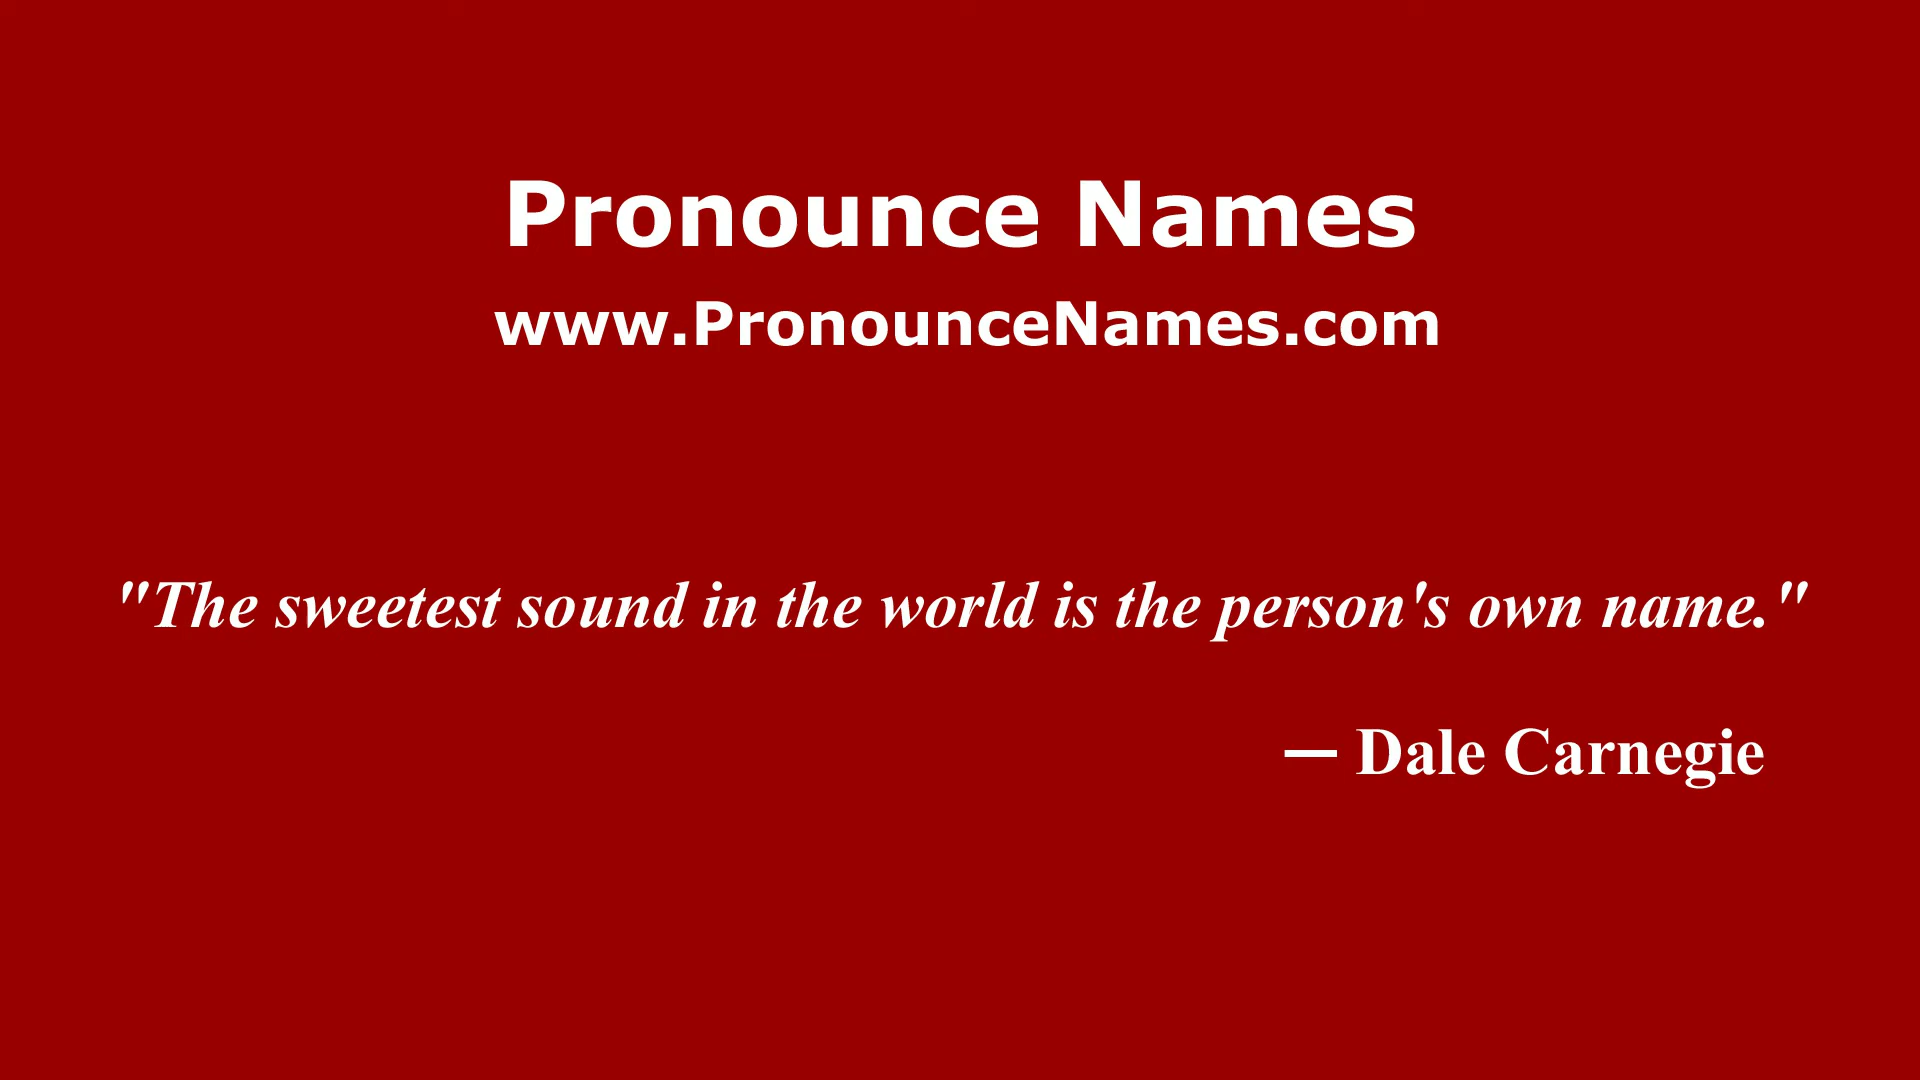 Pronounce Names
www.PronounceNames.com
"The sweetest sound in the world is the person's own name."
— Dale Carnegie